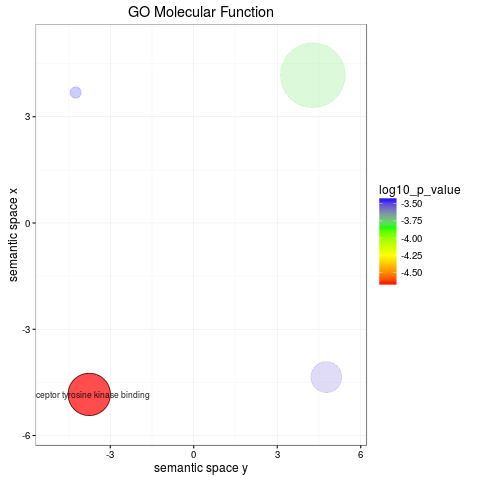 GO Molecular Function
semantic space x
3
0
-3
-6
ceptor tyrosine kinase binding
-3
0
3
6
semantic space y
log10_p_value
-3.50
-3.75
-4.00
-4.25
-4.50